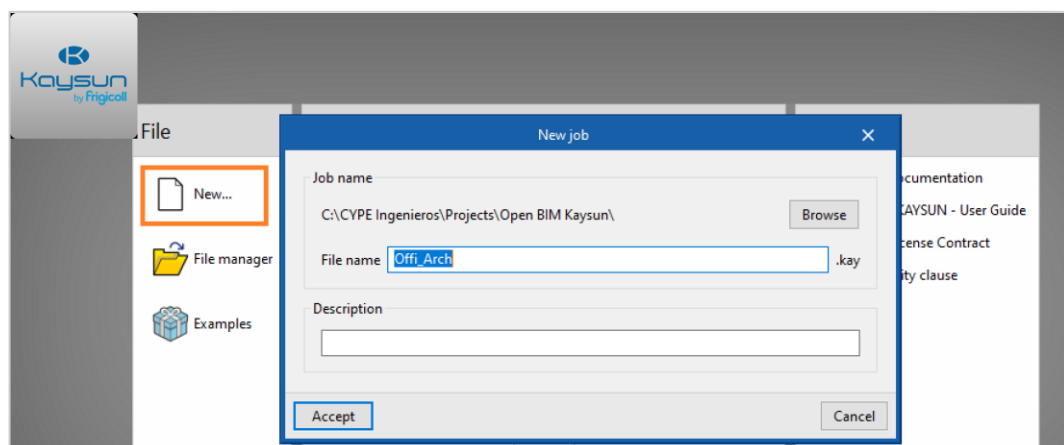 Kaysun
by Frigicoll
File
New...
File manager
Examples
New job
Job name
C:\CYPE Ingenieros\Projects\Open BIM Kaysun\
Browse
File name
Offi_Arch
.kay
Description
Accept
Cancel
cumentation
KAYSUN - User Guide
cense Contract
ity clause